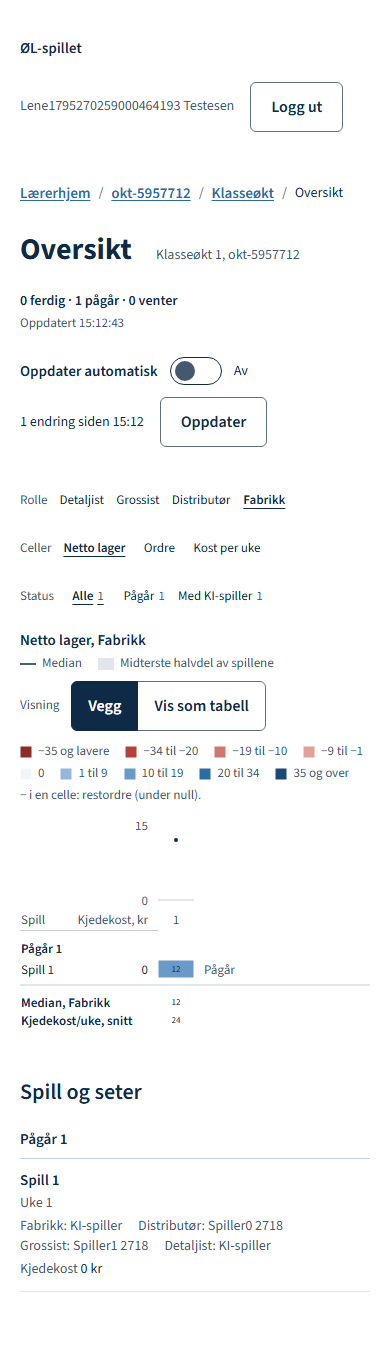 ØL-spillet
Lene1795270259000464193 Testesen Logg ut
Lærerhjem / okt-5957712 / Klasseøkt / Oversikt
Oversikt Klasseøkt 1, okt-5957712
0 ferdig · 1 pågår · 0 venter
Oppdatert 15:12:43
Oppdater automatisk Av
1 endring siden 15:12 Oppdater
Rolle Detaljist Grossist Distributør Fabrikk
Celler Netto lager Ordre Kost per uke
Status Alle 1 Pågår 1 Med KI-spiller 1
Netto lager, Fabrikk
Median Midterste halvdel av spillene
Visning Vegg Vis som tabell
−35 og lavere −34 til −20 −19 til −10 −9 til −1
0 1 til 9 10 til 19 20 til 34 35 og over
− i en celle: restordre (under null).
15
0
Spill Kjedekost, kr 1
Pågår 1
Spill 1 0 12 Pågår
Median, Fabrikk 12
Kjedekost/uke, snitt 24
Spill og seter
Pågår 1
Spill 1
Uke 1
Fabrikk: KI-spiller Distributør: Spiller0 2718
Grossist: Spiller1 2718 Detaljist: KI-spiller
Kjedekost 0 kr